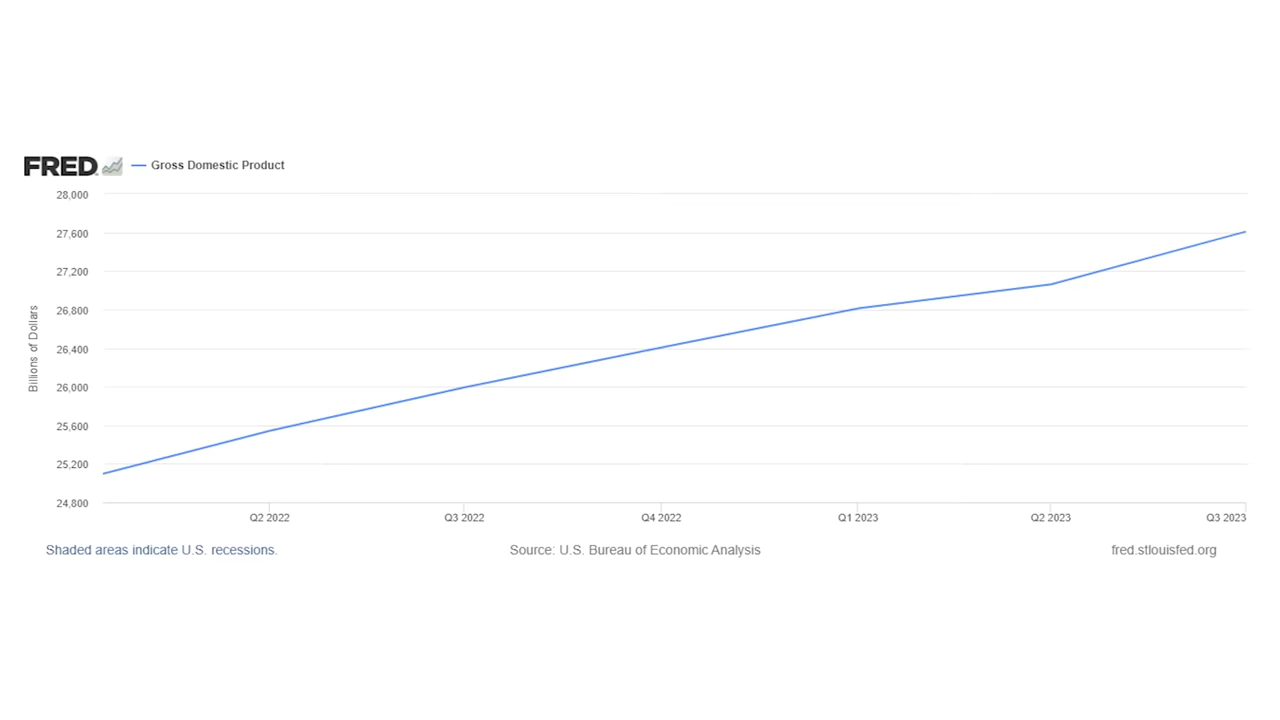 FRED Gross Domestic Product
28,000
27,600
27,200
26,800
26,400
26,000
25,600
25,200
24,800
Billions of Dollars
Q2 2022 Q3 2022 Q4 2022 Q1 2023 Q2 2023 Q3 2023
Shaded areas indicate U.S. recessions. Source: U.S. Bureau of Economic Analysis fred.stlouisfed.org